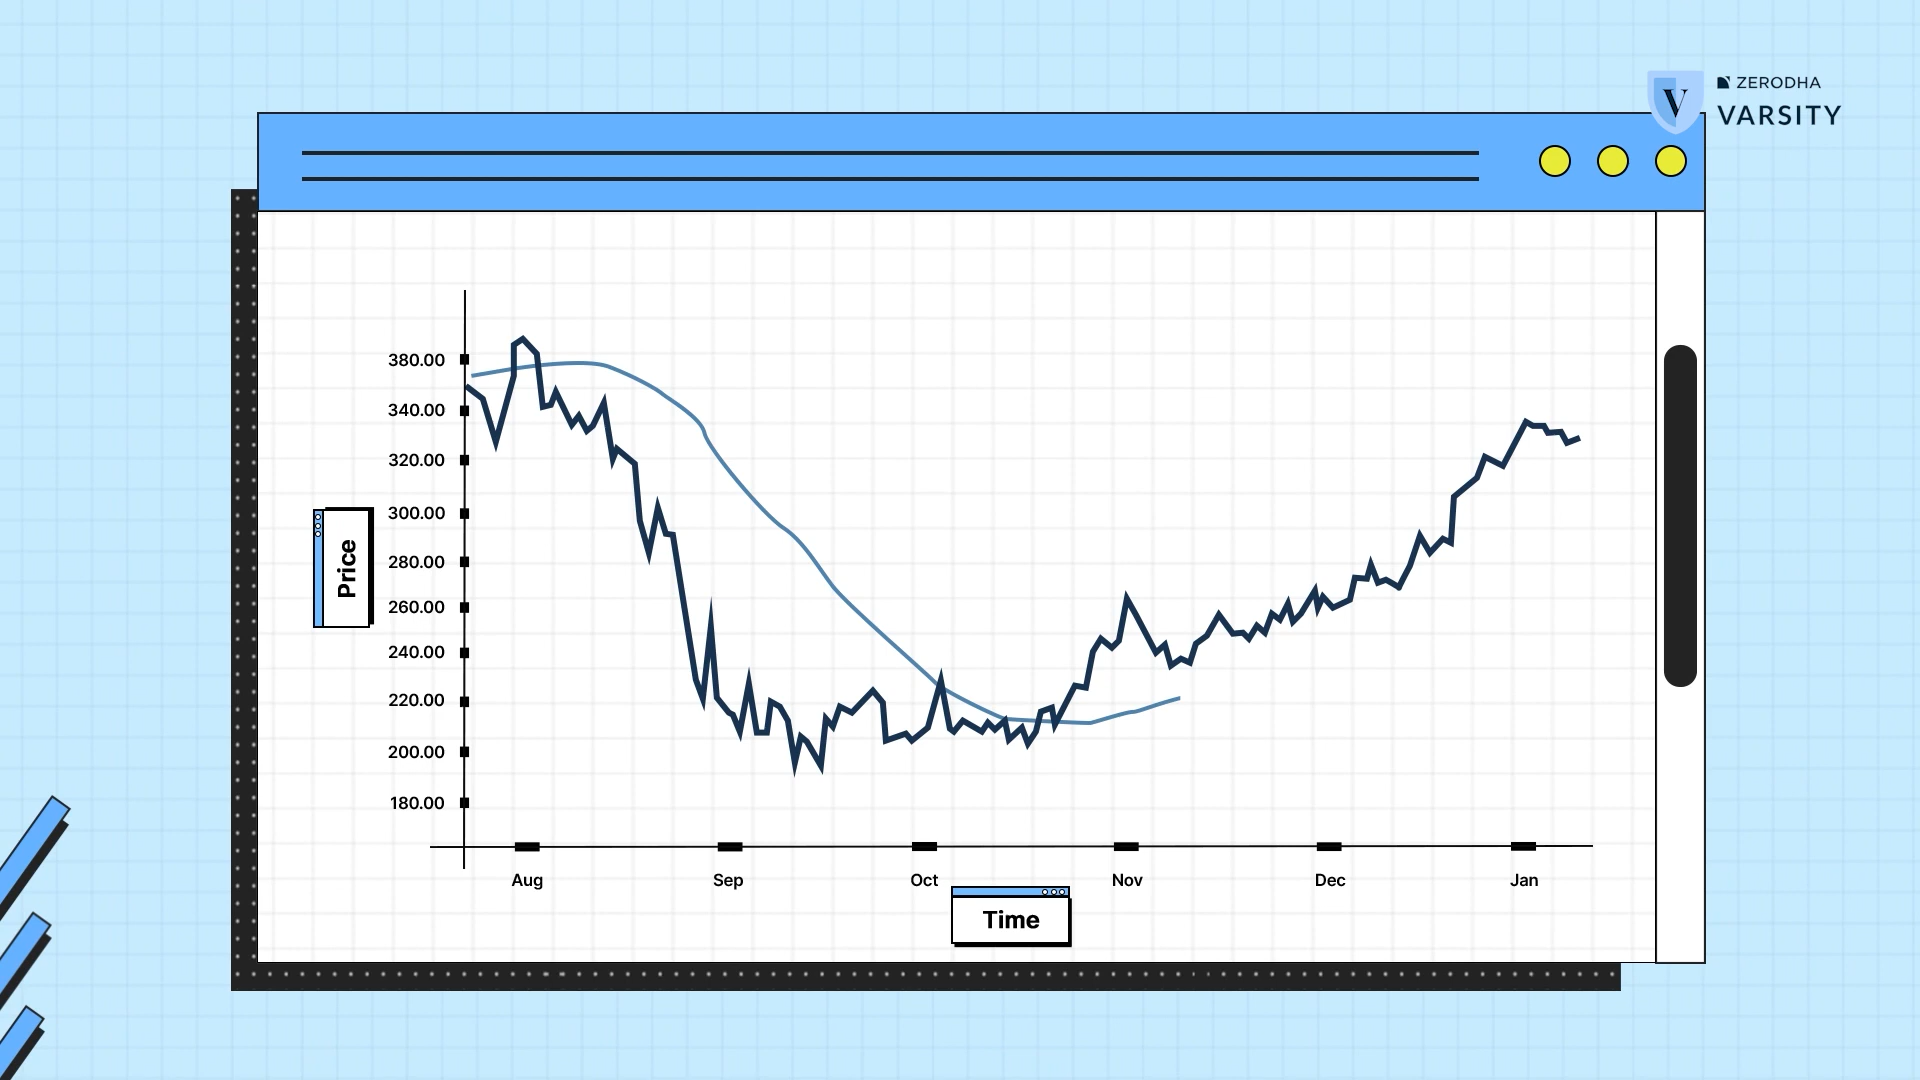 ZERODHA
V
VARSITY
380.00
340.00
320.00
300.00
280.00
260.00
240.00
220.00
200.00
180.00
Price
Aug Sep Oct Nov Dec Jan
Time